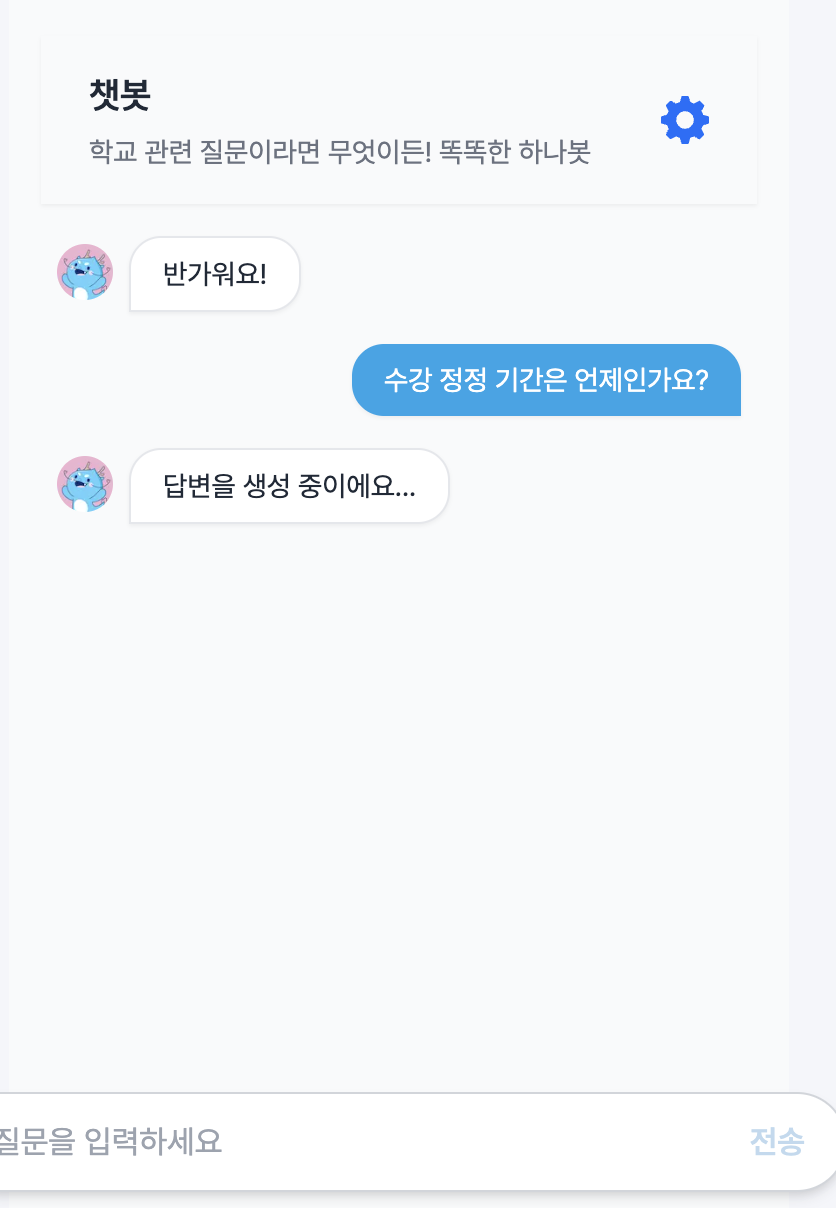 챗봇
학교 관련 질문이라면 무엇이든! 똑똑한 하나봇
반가워요!
수강 정정 기간은 언제인가요?
답변을 생성 중이에요...
질문을 입력하세요
전송